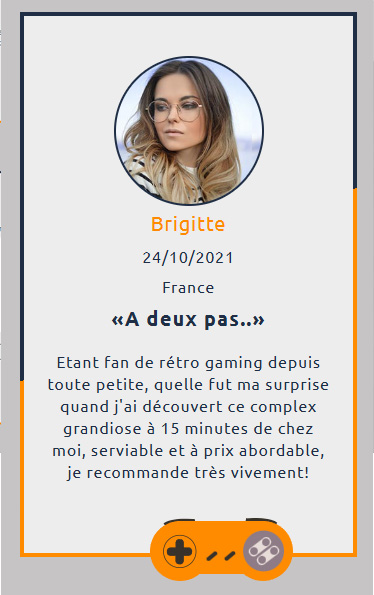 Brigitte
24/10/2021
France
«A deux pas..»
Etant fan de rétro gaming depuis
toute petite, quelle fut ma surprise
quand j'ai découvert ce complex
grandiose à 15 minutes de chez
moi, serviable et à prix abordable,
je recommande très vivement!